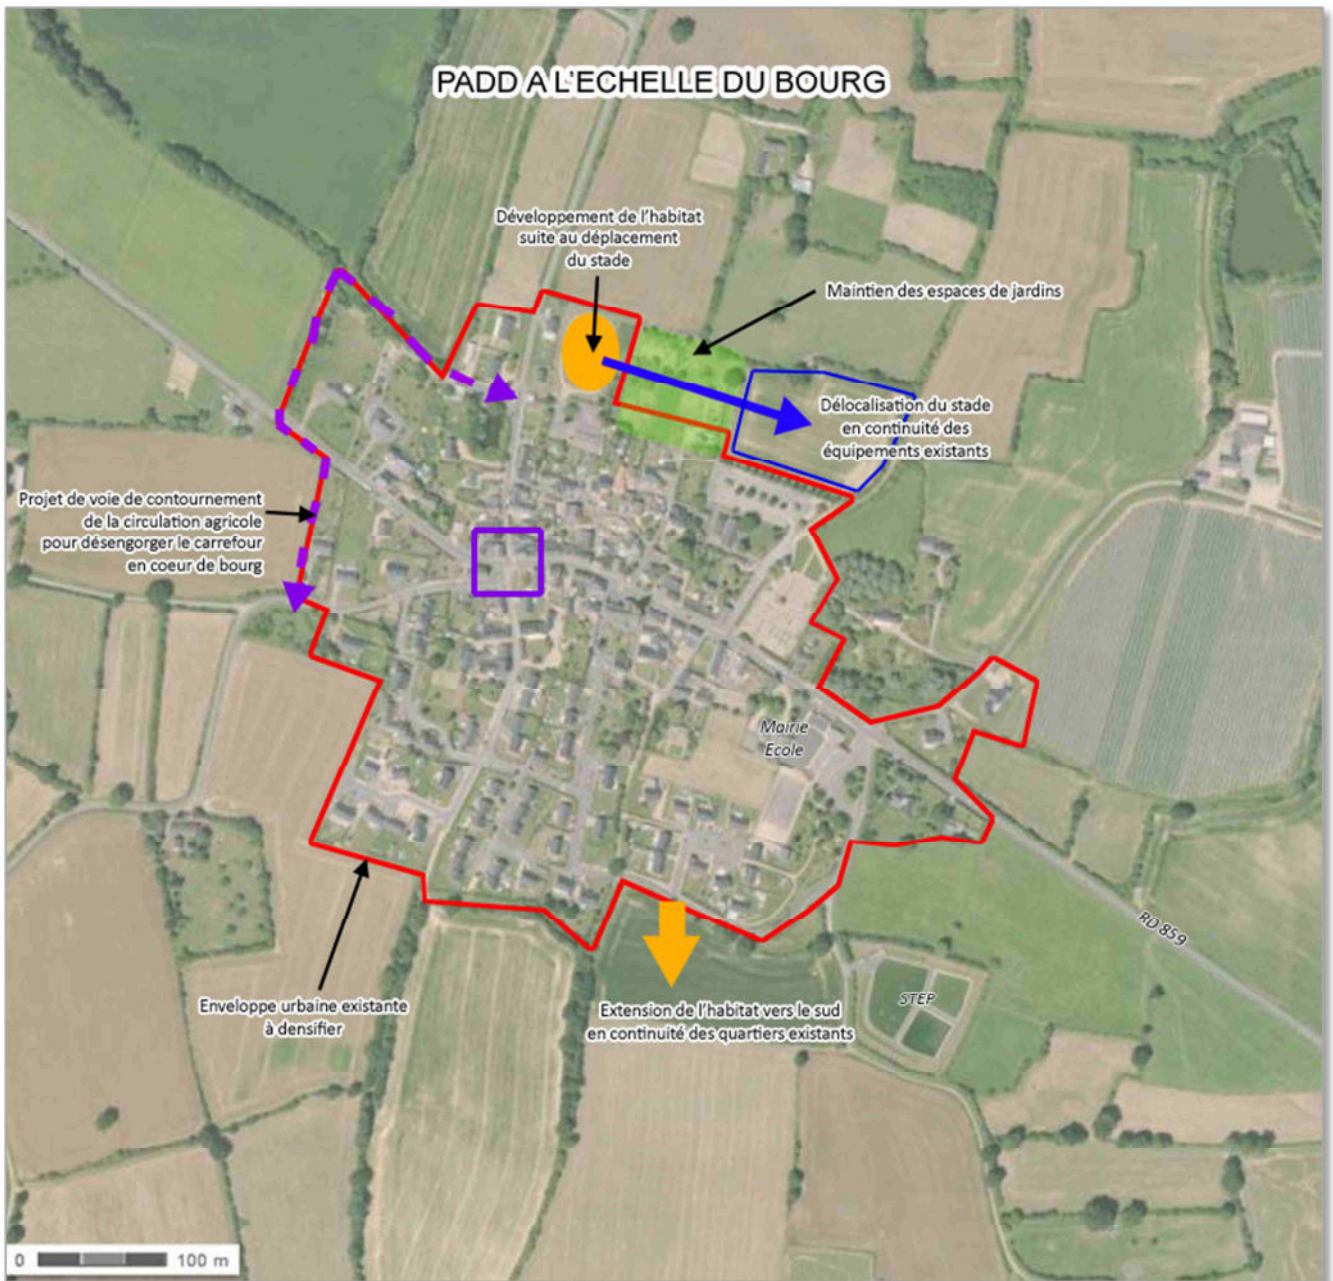 PADD A L'ECHELLE DU BOURG
Développement de l'habitat
suite au déplacement
du stade
Maintien des espaces de jardins
Délocalisation du stade
en continuité des
équipements existants
Projet de voie de contournement
de la circulation agricole
pour désengorger le carrefour
en coeur de bourg
Mairie
Ecole
RD 859
STEP
Enveloppe urbaine existante
à densifier
Extension de l'habitat vers le sud
en continuité des quartiers existants
0 100 m